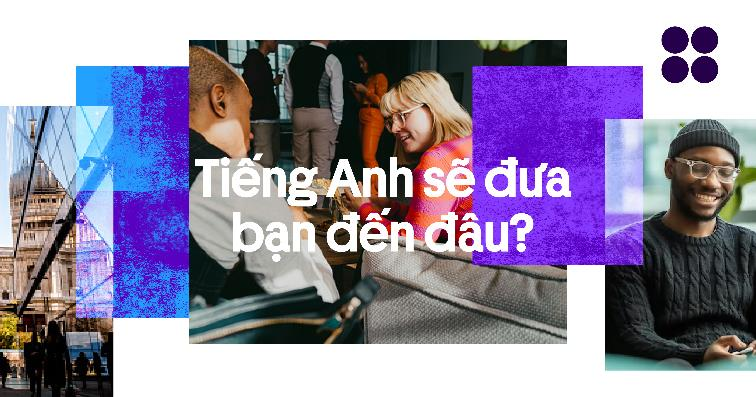 Tiếng Anh sẽ đưa
bạn đến đâu?